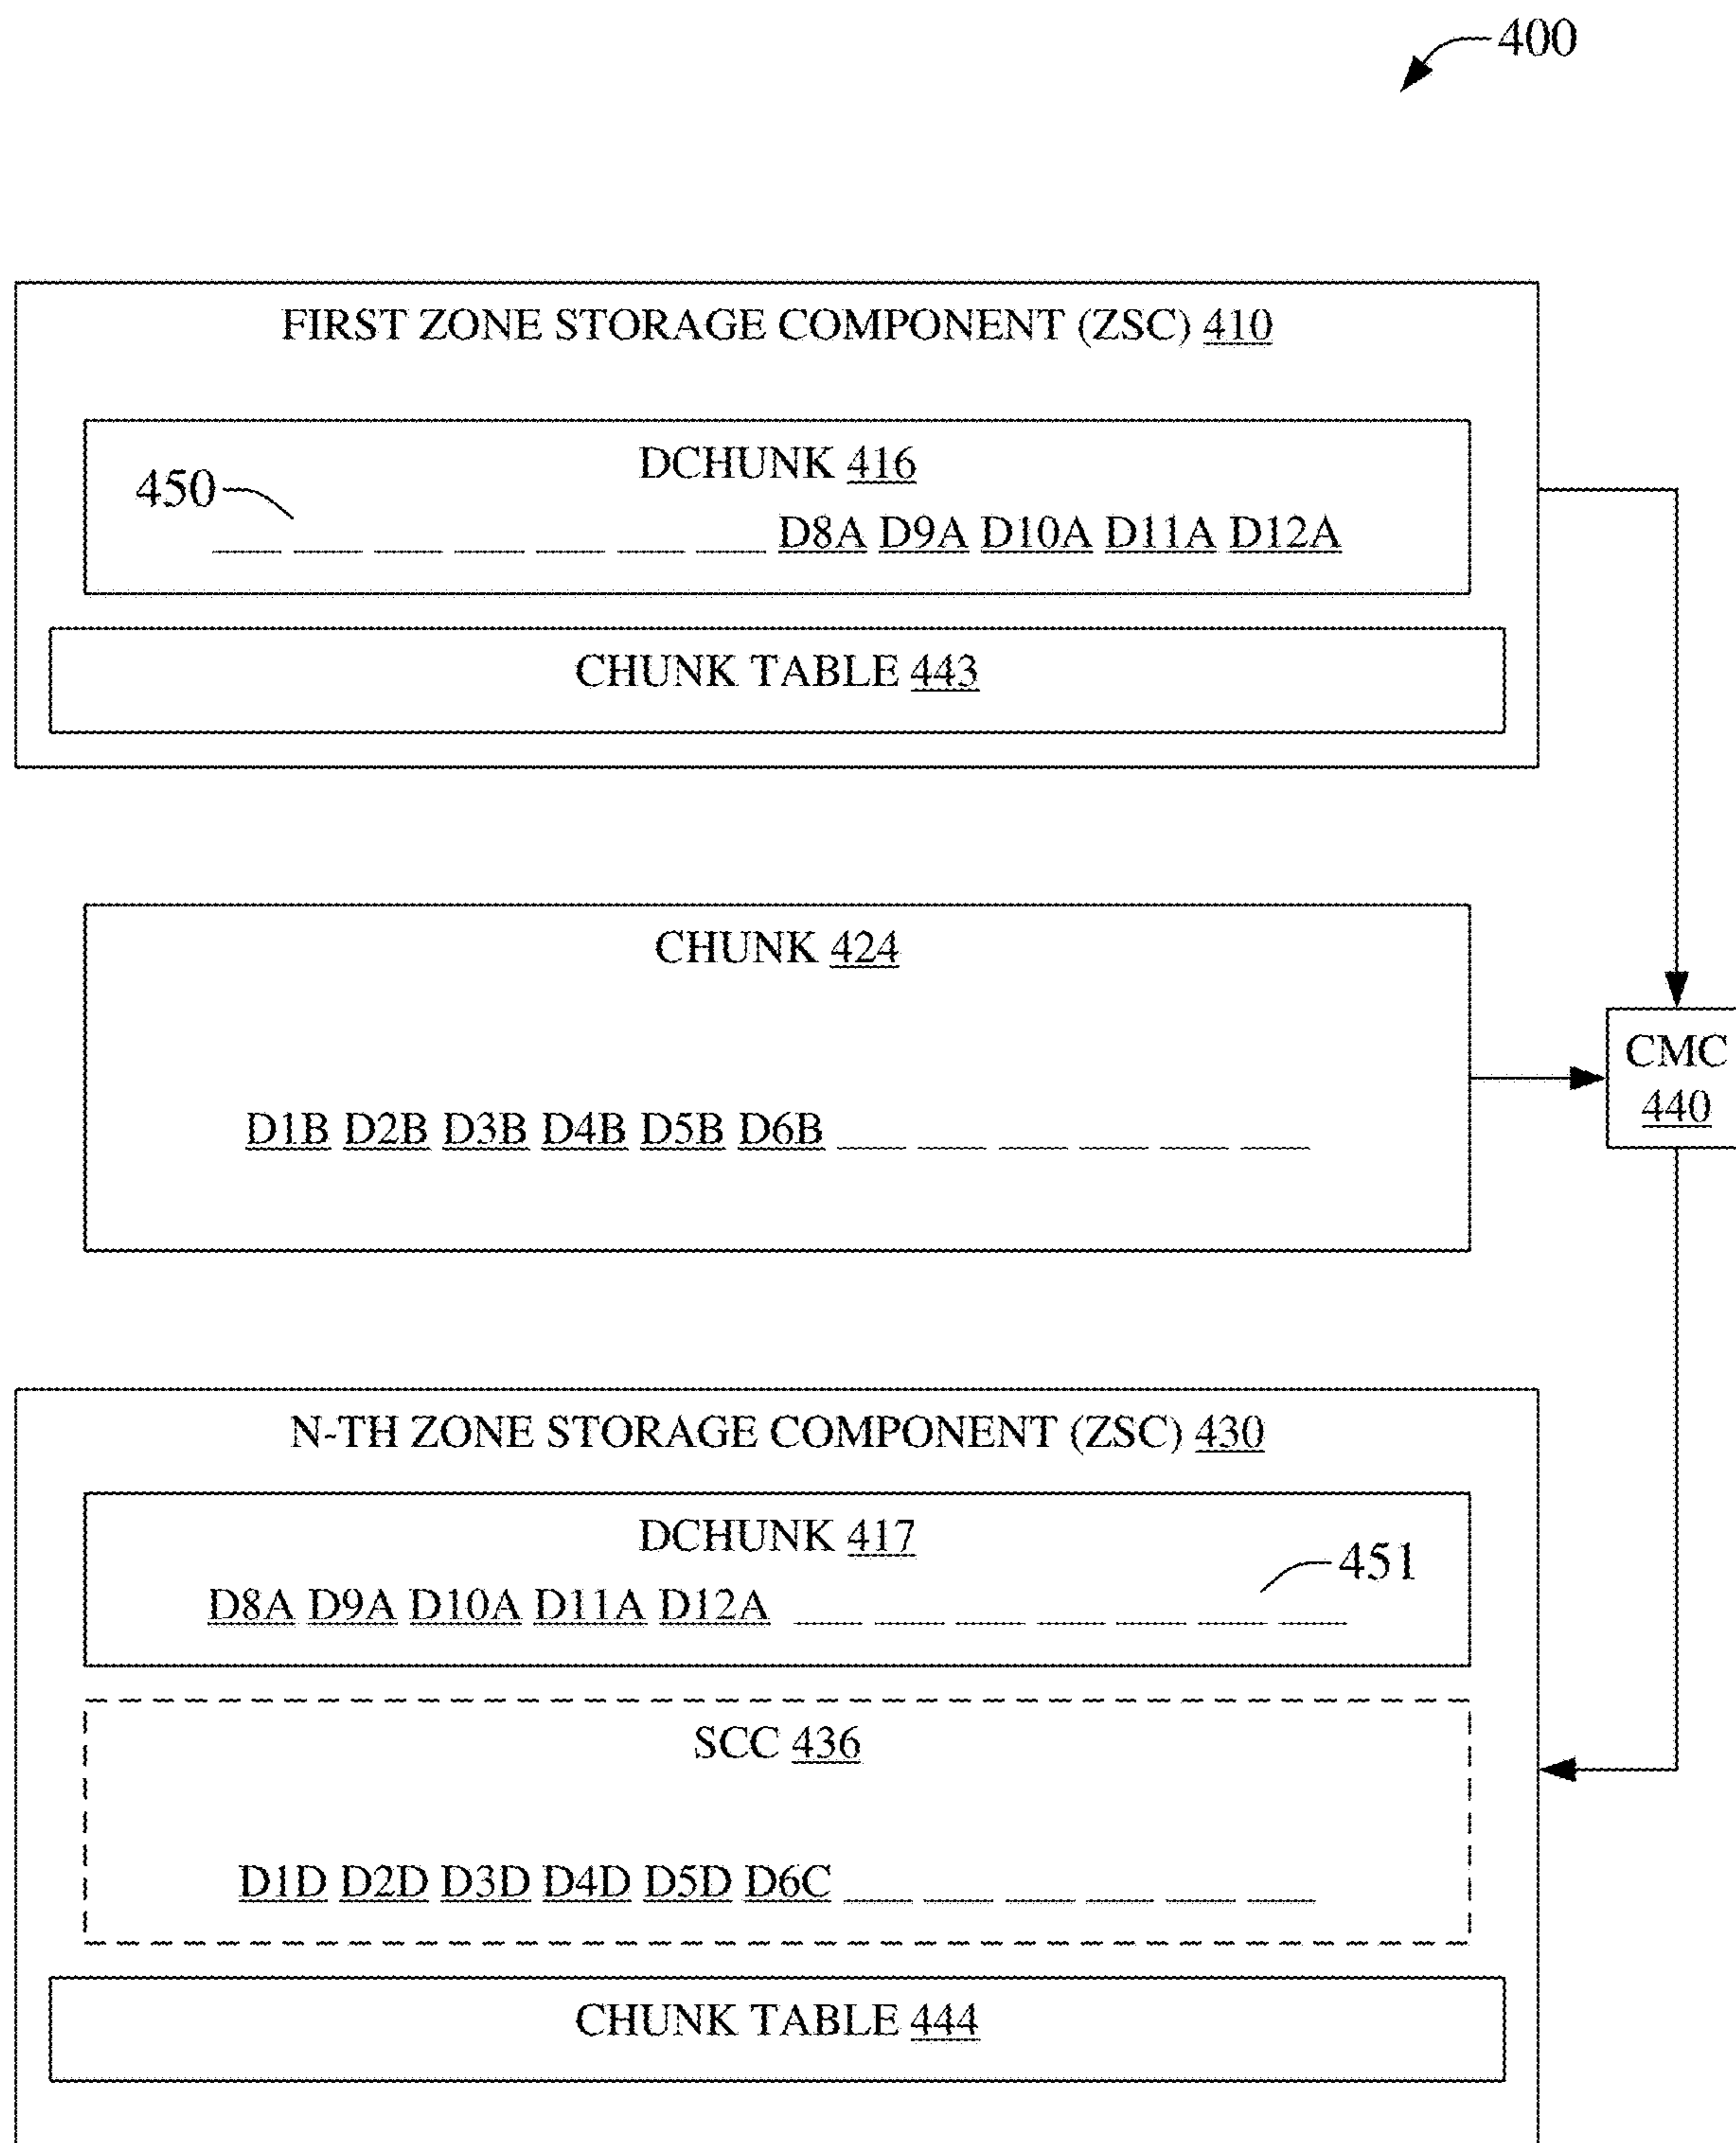 400
FIRST ZONE STORAGE COMPONENT (ZSC) 410
DCHUNK 416
450
D8A D9A D10A D11A D12A
CHUNK TABLE 443
CHUNK 424
CMC
440
D1B D2B D3B D4B D5B D6B
N-TH ZONE STORAGE COMPONENT (ZSC) 430
DCHUNK 417
451
D8A D9A D10A D11A D12A
SCC 436
D1D D2D D3D D4D D5D D6C
CHUNK TABLE 444